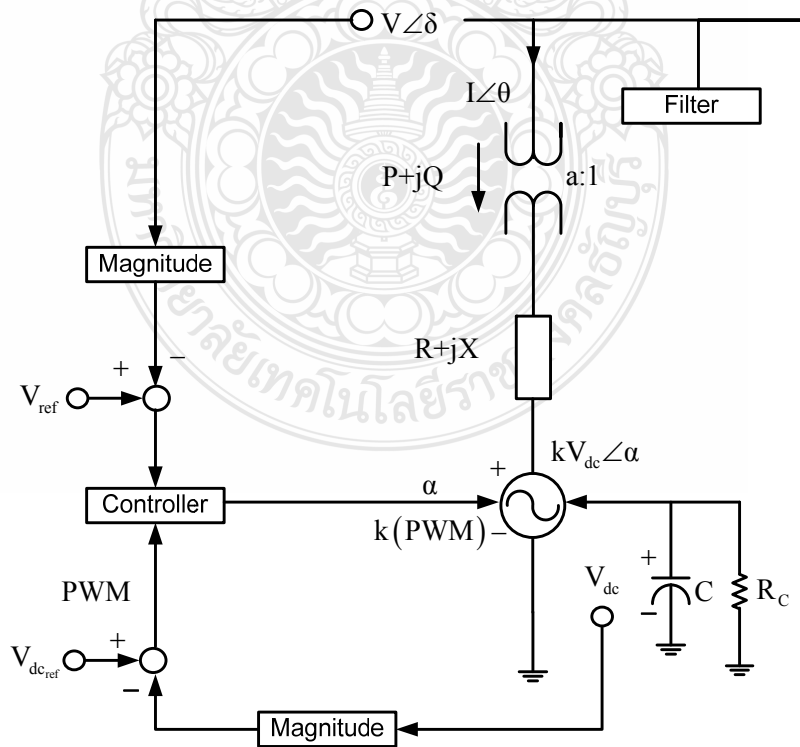 V∠δ
I∠θ
Filter
P+jQ
a:1
Magnitude
R+jX
+
−
V_ref
kV_dc∠α
+
Controller
α
k(PWM)
−
PWM
V_dc
+
−
C
R_C
V_dc_ref
+
−
Magnitude